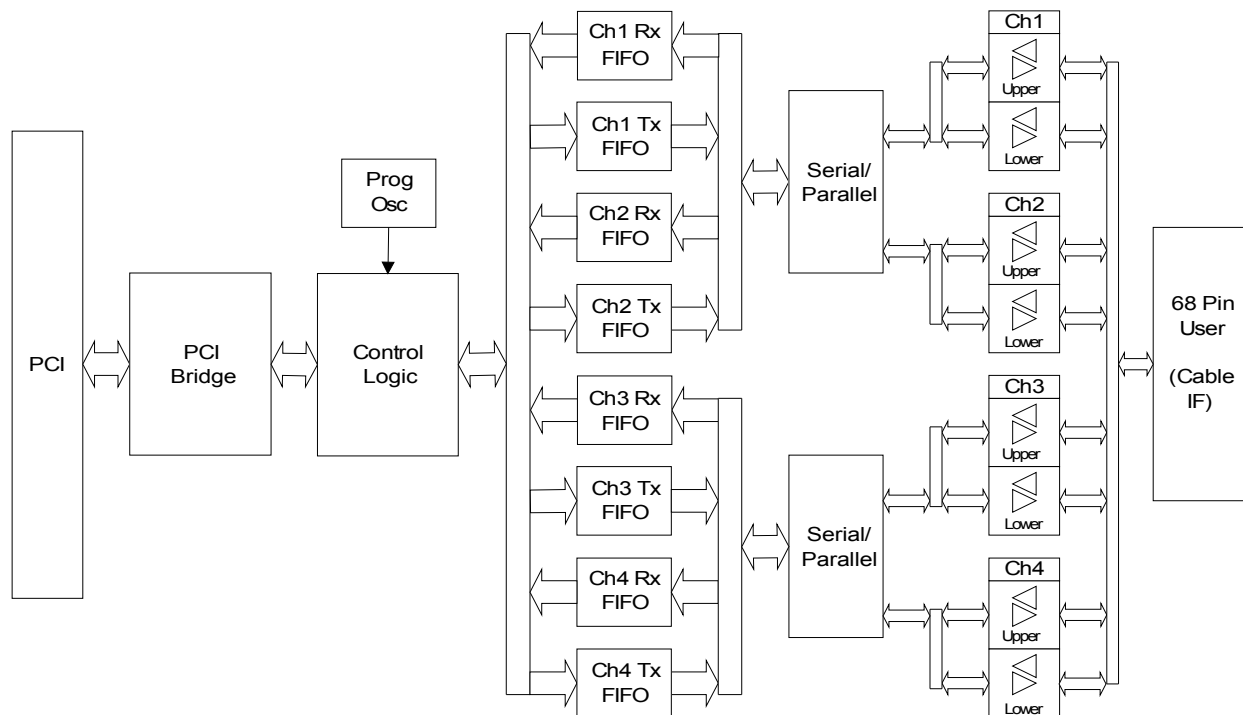 PCI
PCI
Bridge
Prog
Osc
Control
Logic
Ch1 Rx
FIFO
Ch1 Tx
FIFO
Ch2 Rx
FIFO
Ch2 Tx
FIFO
Ch3 Rx
FIFO
Ch3 Tx
FIFO
Ch4 Rx
FIFO
Ch4 Tx
FIFO
Serial/
Parallel
Serial/
Parallel
Ch1
Upper
Lower
Ch2
Upper
Lower
Ch3
Upper
Lower
Ch4
Upper
Lower
68 Pin
User
(Cable
IF)